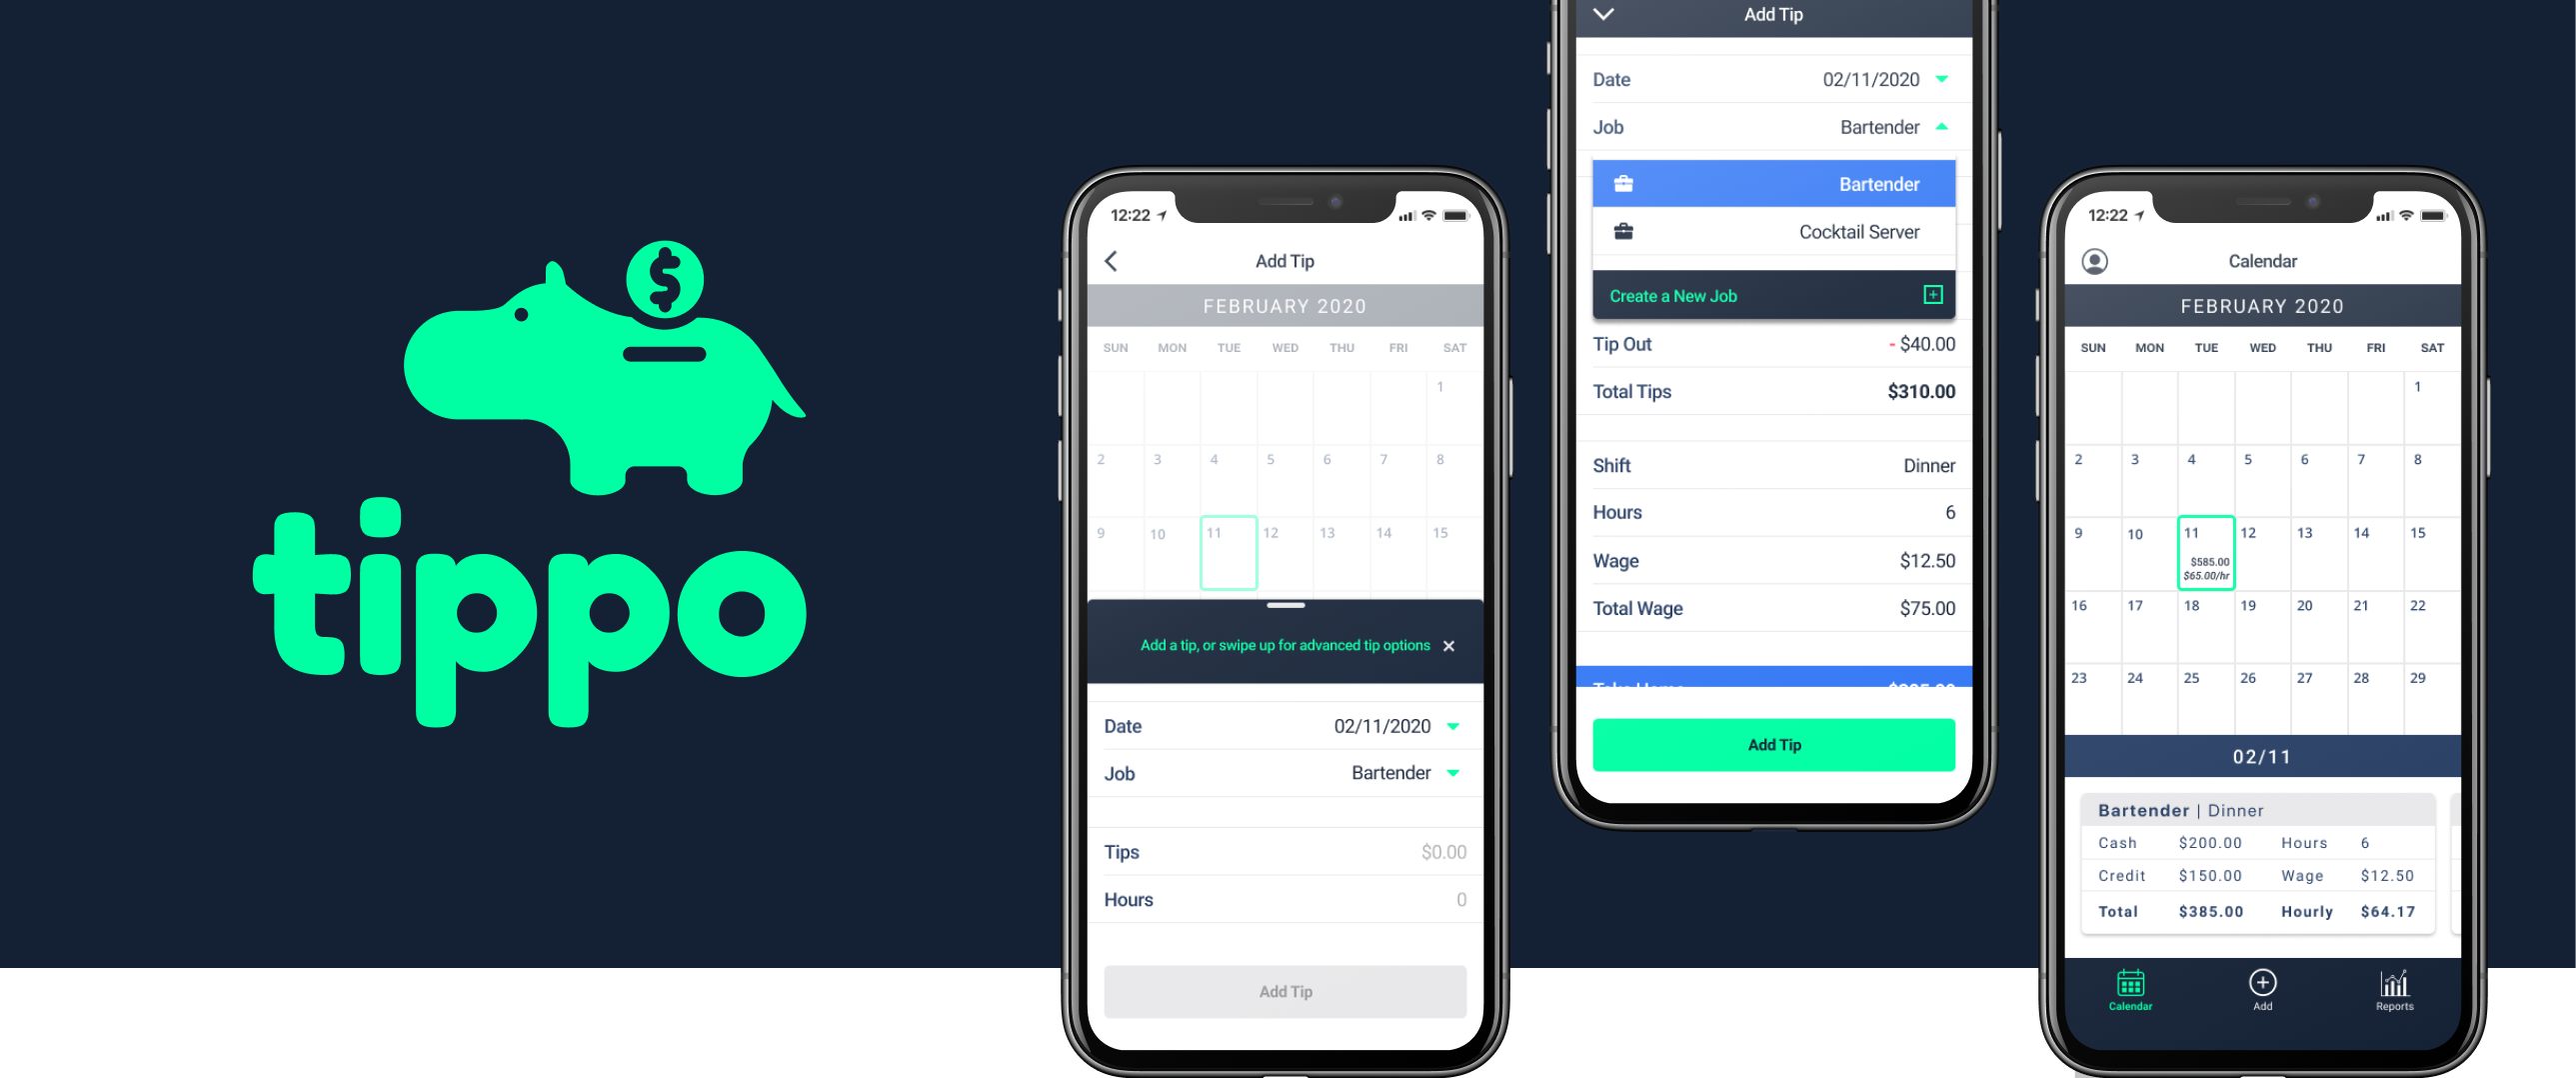 $
tippo
12:22
Add Tip
FEBRUARY 2020
SUN MON TUE WED THU FRI SAT
1
2 3 4 5 6 7 8
9 10 11 12 13 14 15
Add a tip, or swipe up for advanced tip options ×
Date 02/11/2020
Job Bartender
Tips $0.00
Hours 0
Add Tip
Add Tip
Date 02/11/2020
Job Bartender
Bartender
Cocktail Server
Create a New Job
Tip Out - $40.00
Total Tips $310.00
Shift Dinner
Hours 6
Wage $12.50
Total Wage $75.00
Add Tip
12:22
Calendar
FEBRUARY 2020
SUN MON TUE WED THU FRI SAT
1
2 3 4 5 6 7 8
9 10 11 12 13 14 15
$585.00
$65.00/hr
16 17 18 19 20 21 22
23 24 25 26 27 28 29
02/11
Bartender | Dinner
Cash $200.00 Hours 6
Credit $150.00 Wage $12.50
Total $385.00 Hourly $64.17
Calendar Add Reports